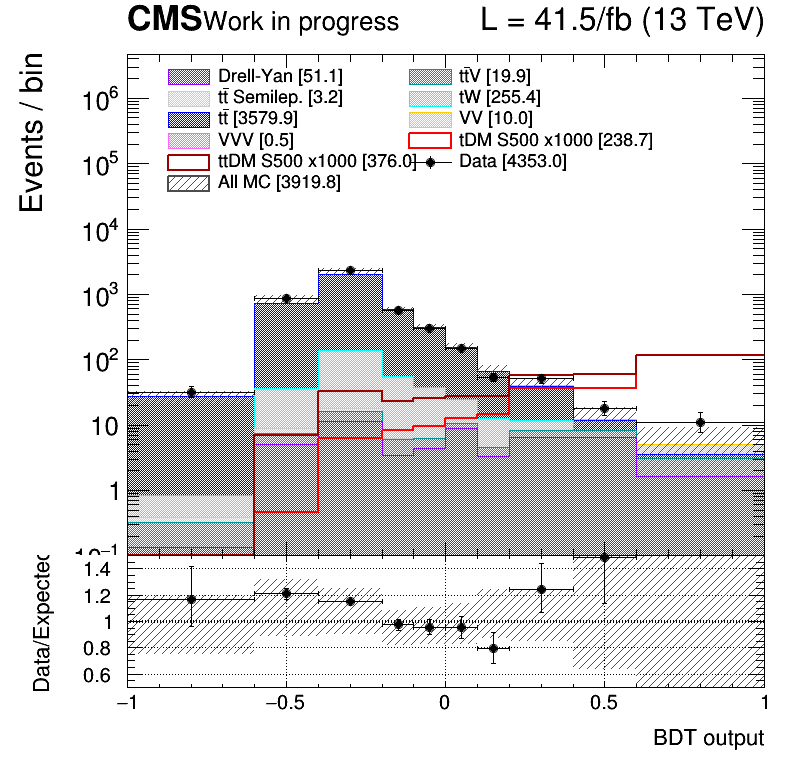 CMS Work in progress L = 41.5/fb (13 TeV)
Events / bin
Drell-Yan [51.1] tt̄V [19.9]
tt̄ Semilep. [3.2] tW [255.4]
tt̄ [3579.9] VV [10.0]
VVV [0.5] tDM S500 x1000 [238.7]
ttDM S500 x1000 [376.0] Data [4353.0]
All MC [3919.8]
10⁶
10⁵
10⁴
10³
10²
10
1
10⁻¹
Data/Expected
1.4
1.2
1
0.8
0.6
−1 −0.5 0 0.5 1
BDT output